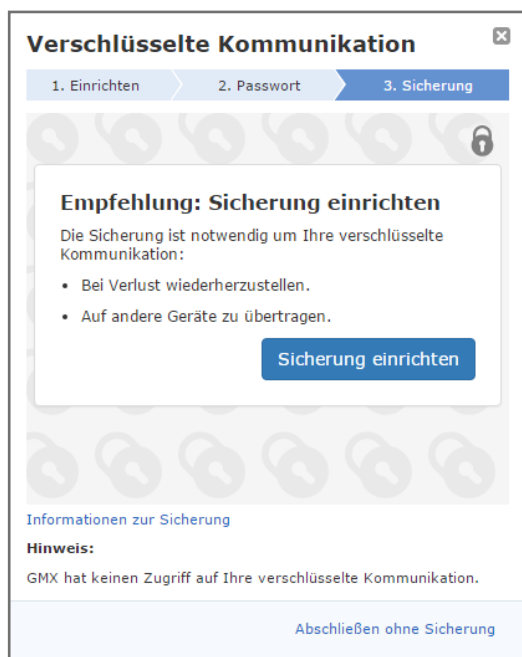 Verschlüsselte Kommunikation
1. Einrichten
2. Passwort
3. Sicherung
Empfehlung: Sicherung einrichten
Die Sicherung ist notwendig um Ihre verschlüsselte
Kommunikation:
• Bei Verlust wiederherzustellen.
• Auf andere Geräte zu übertragen.
Sicherung einrichten
Informationen zur Sicherung
Hinweis:
GMX hat keinen Zugriff auf Ihre verschlüsselte Kommunikation.
Abschließen ohne Sicherung